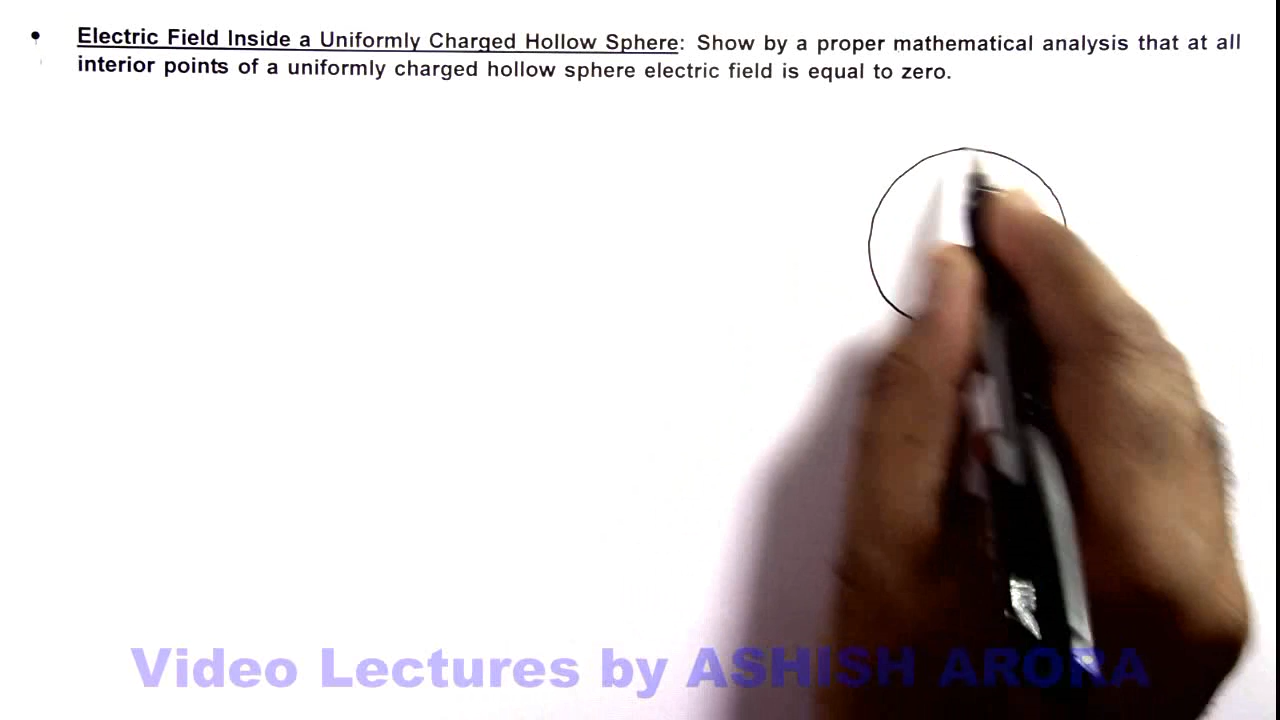 • Electric Field Inside a Uniformly Charged Hollow Sphere: Show by a proper mathematical analysis that at all
interior points of a uniformly charged hollow sphere electric field is equal to zero.
Video Lectures by ASHISH ARORA